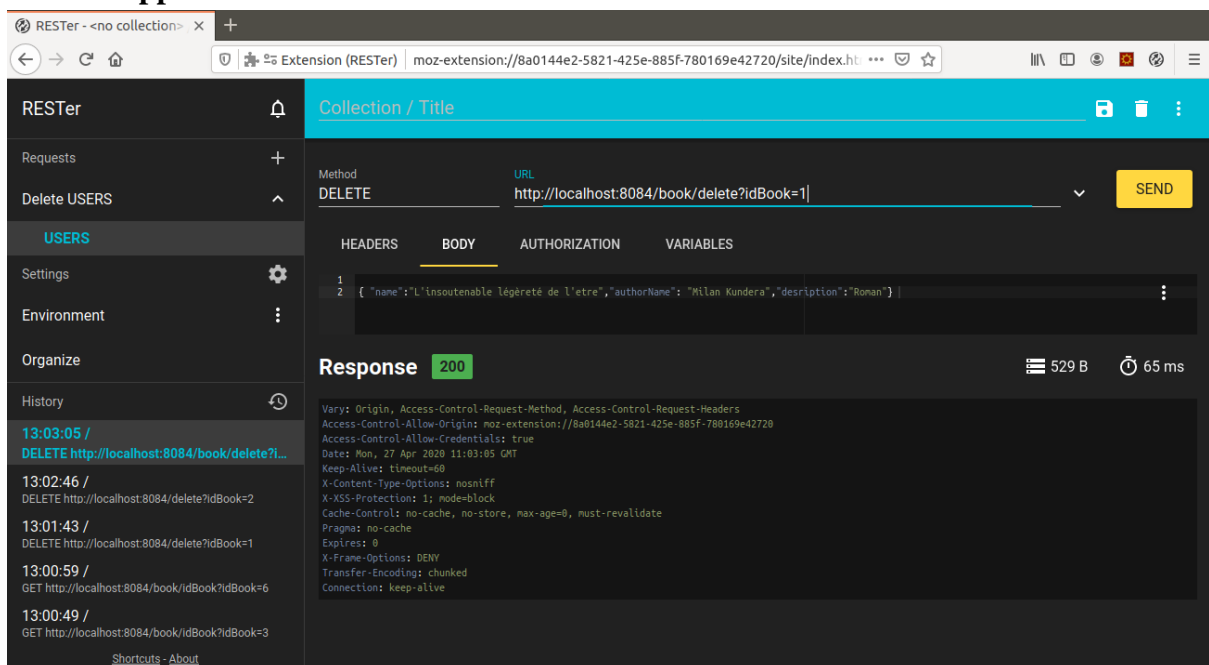 RESTer - <no collection>
Extension (RESTer) moz-extension://8a0144e2-5821-425e-885f-780169e42720/site/index.ht
RESTer
Collection / Title
Requests
Delete USERS
USERS
Settings
Environment
Organize
History
13:03:05 /
DELETE http://localhost:8084/book/delete?i...
13:02:46 /
DELETE http://localhost:8084/delete?idBook=2
13:01:43 /
DELETE http://localhost:8084/delete?idBook=1
13:00:59 /
GET http://localhost:8084/book/idBook?idBook=6
13:00:49 /
GET http://localhost:8084/book/idBook?idBook=3
Shortcuts - About
Method URL
DELETE http://localhost:8084/book/delete?idBook=1 SEND
HEADERS BODY AUTHORIZATION VARIABLES
1
2 { "name":"L'insoutenable légèreté de l'etre","authorName": "Milan Kundera","desription":"Roman"}
Response 200 529 B 65 ms
Vary: Origin, Access-Control-Request-Method, Access-Control-Request-Headers
Access-Control-Allow-Origin: moz-extension://8a0144e2-5821-425e-885f-780169e42720
Access-Control-Allow-Credentials: true
Date: Mon, 27 Apr 2020 11:03:05 GMT
Keep-Alive: timeout=60
X-Content-Type-Options: nosniff
X-XSS-Protection: 1; mode=block
Cache-Control: no-cache, no-store, max-age=0, must-revalidate
Pragma: no-cache
Expires: 0
X-Frame-Options: DENY
Transfer-Encoding: chunked
Connection: keep-alive